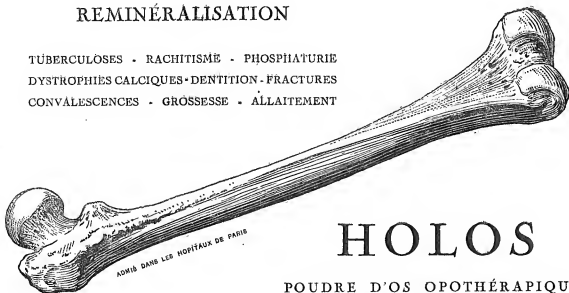 REMINÉRALISATION
TUBERCULOSES - RACHITISME - PHOSPHATURIE
DYSTROPHIES CALCIQUES - DENTITION - FRACTURES
CONVALESCENCES - GROSSESSE - ALLAITEMENT
ADMIS DANS LES HOPITAUX DE PARIS
HOLOS
POUDRE D'OS OPOTHÉRAPIQU